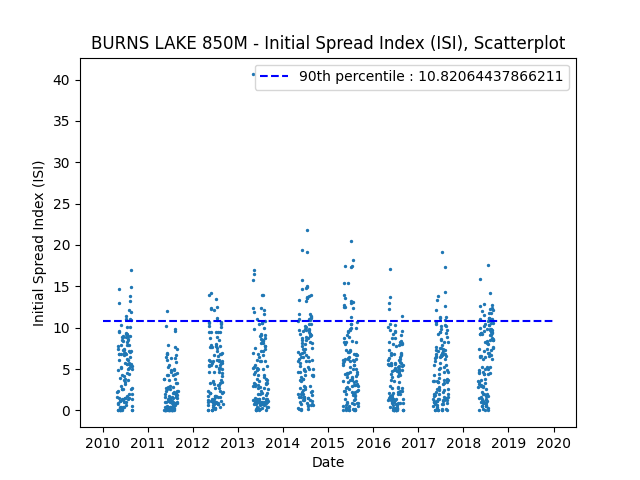 BURNS LAKE 850M - Initial Spread Index (ISI), Scatterplot
90th percentile : 10.82064437866211
Initial Spread Index (ISI)
40
35
30
25
20
15
10
5
0
2010 2011 2012 2013 2014 2015 2016 2017 2018 2019 2020
Date